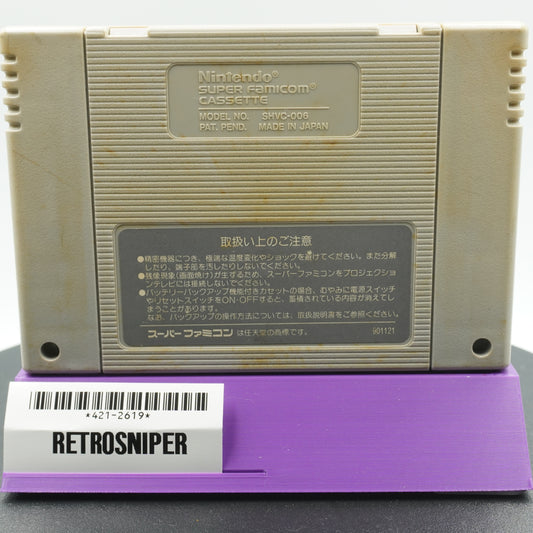 Nintendo®
SUPER FAMICOM®
CASSETTE
MODEL NO. SHVC-006
PAT. PEND. MADE IN JAPAN
取扱い上のご注意
●精密機器につき、極端な温度変化やショックを避けてください。また分解
したり、端子部を汚したりしないでください。
●残像現象(画面焼け)が生ずるため、スーパーファミコンをプロジェクショ
ンテレビには接続しないでください。
●バッテリーバックアップ機能付きカセットの場合、むやみに電源スイッチ
やリセットスイッチをON・OFFすると、蓄積されている内容が消えてし
まうことがあります。
なお、バックアップの操作方法については、取扱説明書をご参照ください。
スーパーファミコン は任天堂の商標です。 901121
*421-2619*
RETROSNIPER